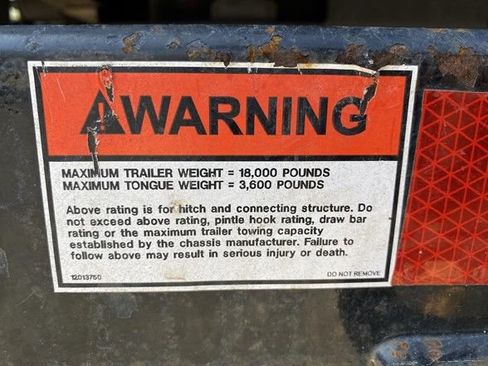 WARNING
MAXIMUM TRAILER WEIGHT = 18,000 POUNDS
MAXIMUM TONGUE WEIGHT = 3,600 POUNDS
Above rating is for hitch and connecting structure. Do
not exceed above rating, pintle hook rating, draw bar
rating or the maximum trailer towing capacity
established by the chassis manufacturer. Failure to
follow above may result in serious injury or death.
12013750
DO NOT REMOVE